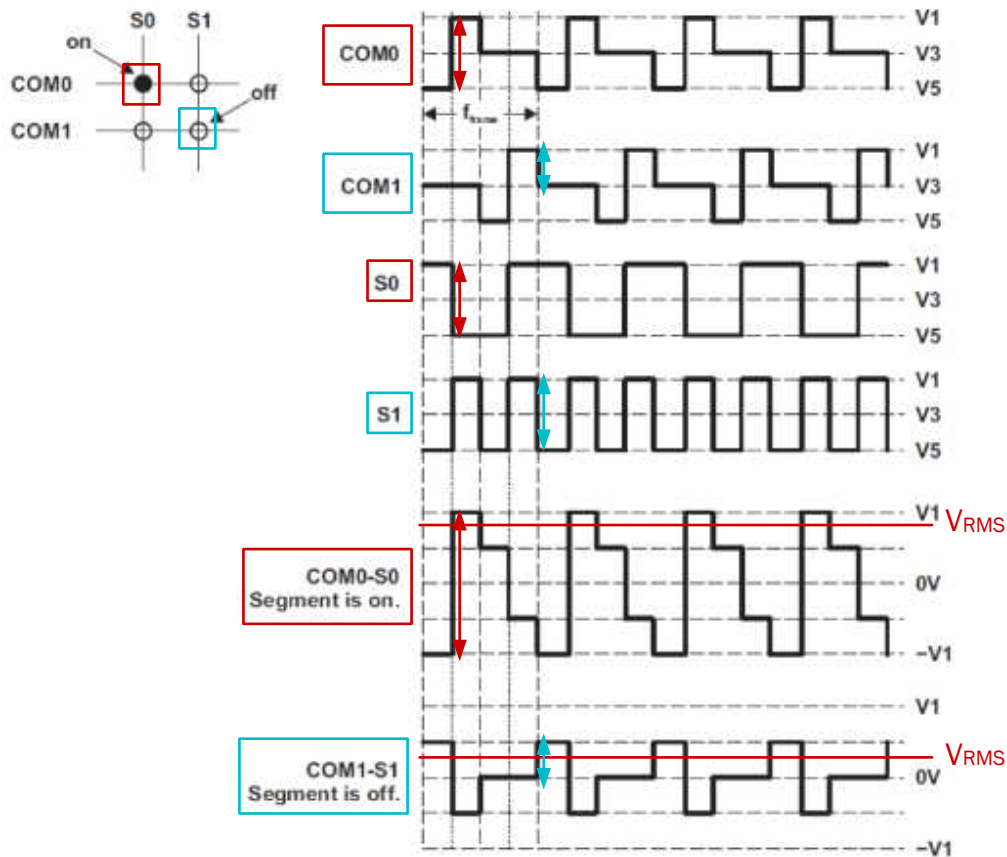 S0 S1
on
COM0
off
COM1
COM0
V1
V3
V5
fframe
COM1
V1
V3
V5
S0
V1
V3
V5
S1
V1
V3
V5
COM0-S0
Segment is on.
V1
VRMS
0V
−V1
COM1-S1
Segment is off.
V1
VRMS
0V
−V1